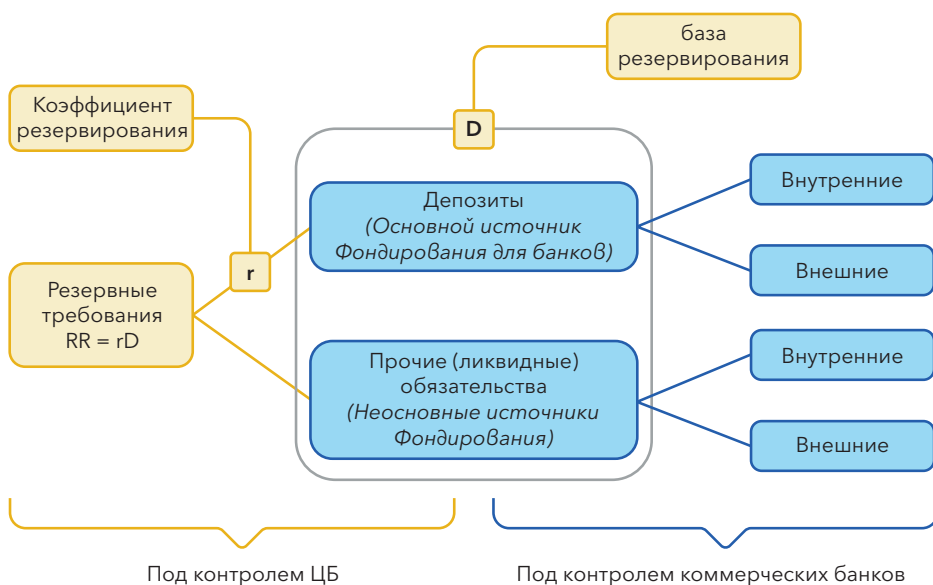 база
резервирования
Коэффициент
резервирования
D
Депозиты
(Основной источник
Фондирования для банков)
Внутренние
Внешние
r
Резервные
требования
RR = rD
Прочие (ликвидные)
обязательства
(Неосновные источники
Фондирования)
Внутренние
Внешние
Под контролем ЦБ
Под контролем коммерческих банков